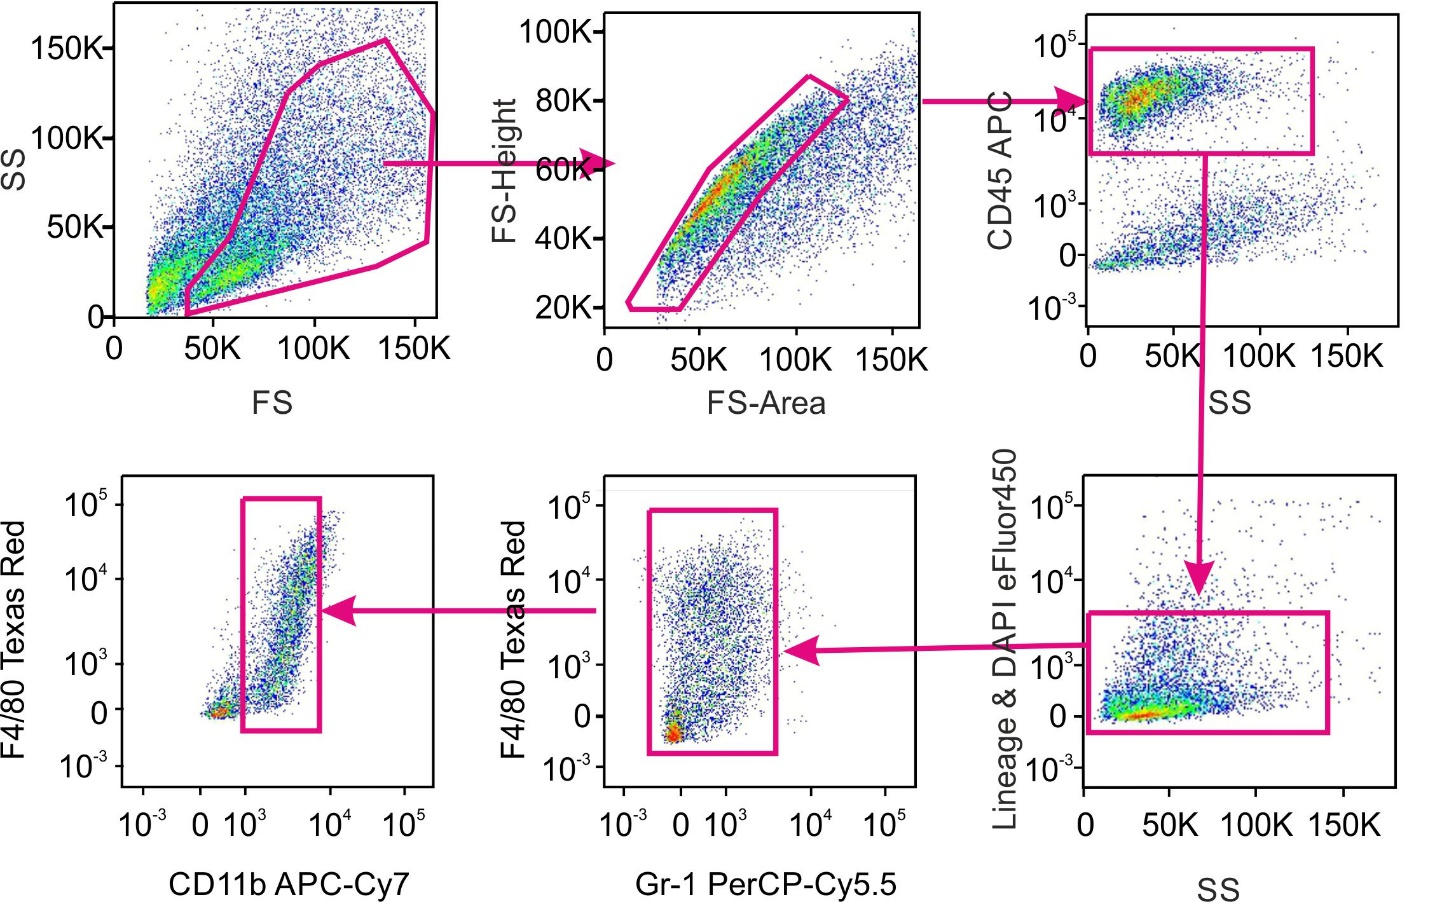 SS
150K
100K
50K
0
0 50K 100K 150K
FS
FS-Height
100K
80K
60K
40K
20K
0 50K 100K 150K
FS-Area
CD45 APC
10^5
10^4
10^3
0
10^-3
0 50K 100K 150K
SS
F4/80 Texas Red
10^5
10^4
10^3
0
10^-3
10^-3 0 10^3 10^4 10^5
CD11b APC-Cy7
F4/80 Texas Red
10^5
10^4
10^3
0
10^-3
10^-3 0 10^3 10^4 10^5
Gr-1 PerCP-Cy5.5
Lineage & DAPI eFluor450
10^5
10^4
10^3
0
10^-3
0 50K 100K 150K
SS